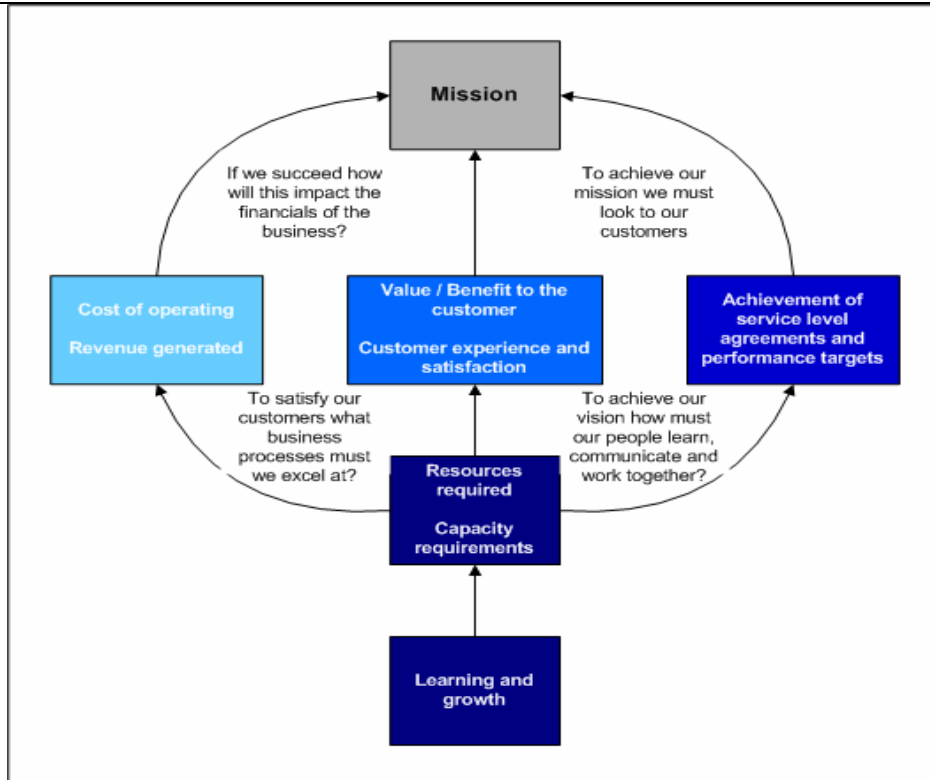 Mission
If we succeed how
will this impact the
financials of the
business?
To achieve our
mission we must
look to our
customers
Cost of operating
Revenue generated
Value / Benefit to the
customer
Customer experience and
satisfaction
Achievement of
service level
agreements and
performance targets
To satisfy our
customers what
business
processes must
we excel at?
To achieve our
vision how must
our people learn,
communicate and
work together?
Resources
required
Capacity
requirements
Learning and
growth